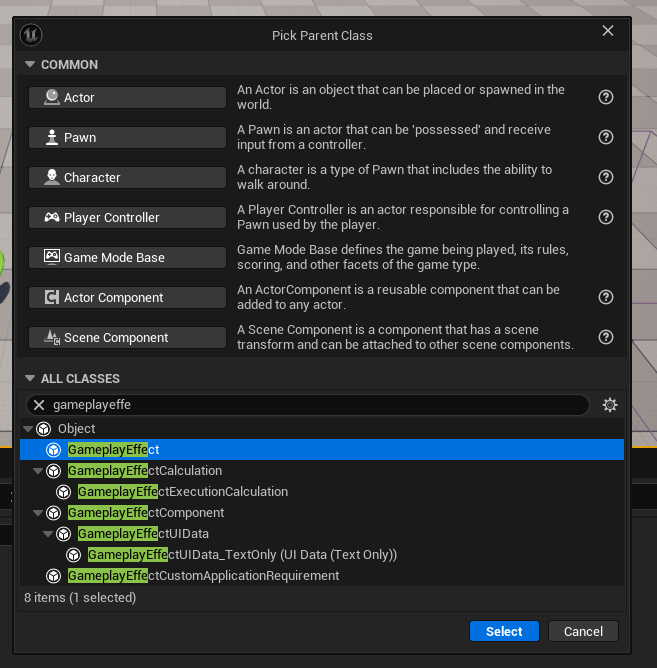 Pick Parent Class
COMMON
Actor
An Actor is an object that can be placed or spawned in the
world.
Pawn
A Pawn is an actor that can be 'possessed' and receive
input from a controller.
Character
A character is a type of Pawn that includes the ability to
walk around.
Player Controller
A Player Controller is an actor responsible for controlling a
Pawn used by the player.
Game Mode Base
Game Mode Base defines the game being played, its rules,
scoring, and other facets of the game type.
Actor Component
An ActorComponent is a reusable component that can be
added to any actor.
Scene Component
A Scene Component is a component that has a scene
transform and can be attached to other scene components.
ALL CLASSES
gameplayeffe
Object
GameplayEffect
GameplayEffectCalculation
GameplayEffectExecutionCalculation
GameplayEffectComponent
GameplayEffectUIData
GameplayEffectUIData_TextOnly (UI Data (Text Only))
GameplayEffectCustomApplicationRequirement
8 items (1 selected)
Select
Cancel